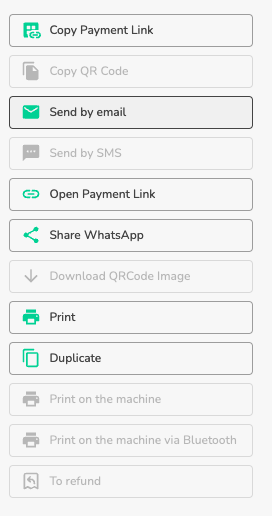 Copy Payment Link
Copy QR Code
Send by email
Send by SMS
Open Payment Link
Share WhatsApp
Download QRCode Image
Print
Duplicate
Print on the machine
Print on the machine via Bluetooth
To refund